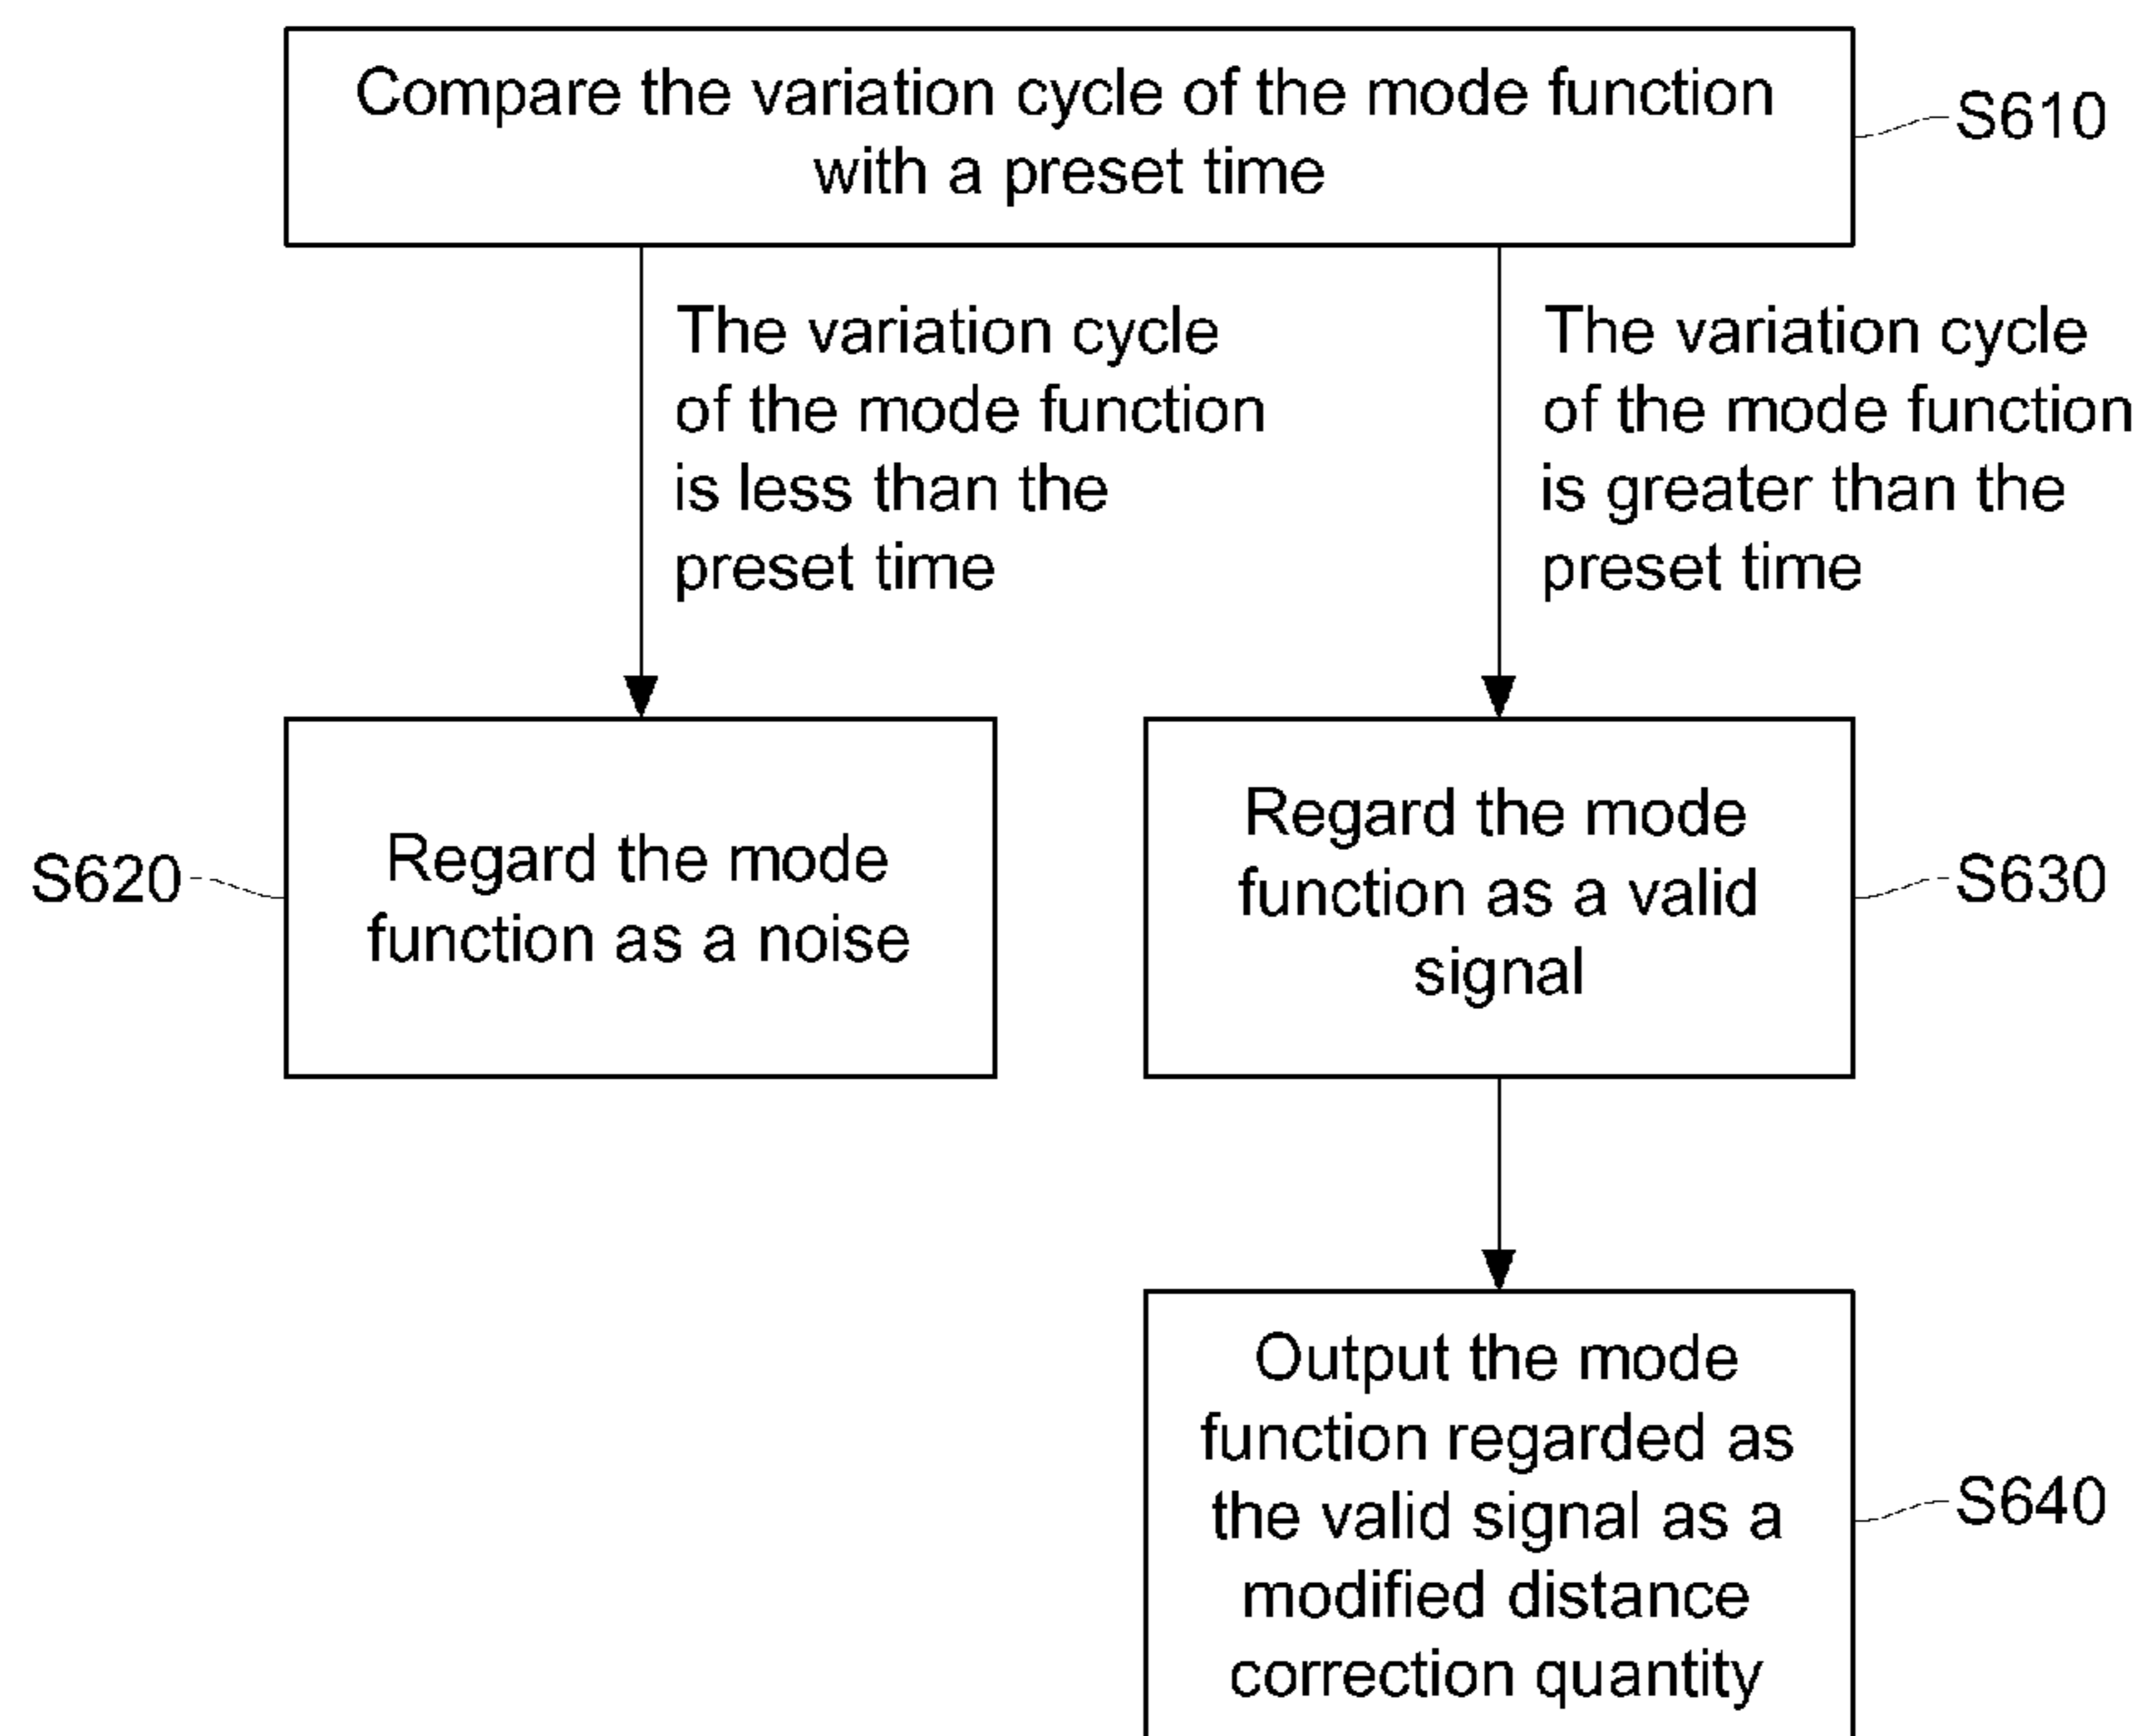 Compare the variation cycle of the mode function
with a preset time
S610
The variation cycle
of the mode function
is less than the
preset time
The variation cycle
of the mode function
is greater than the
preset time
S620
Regard the mode
function as a noise
Regard the mode
function as a valid
signal
S630
Output the mode
function regarded as
the valid signal as a
modified distance
correction quantity
S640